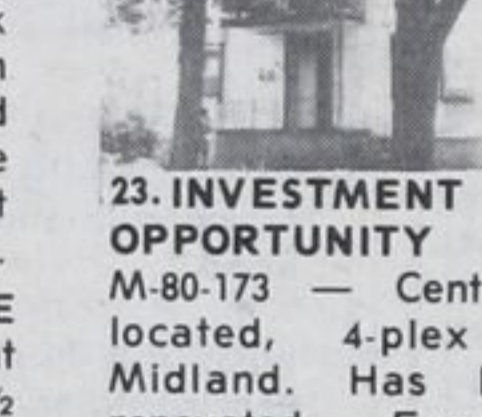 23. INVESTMENT
OPPORTUNITY
M-80-173 — Cent
located, 4-plex
Midland. Has